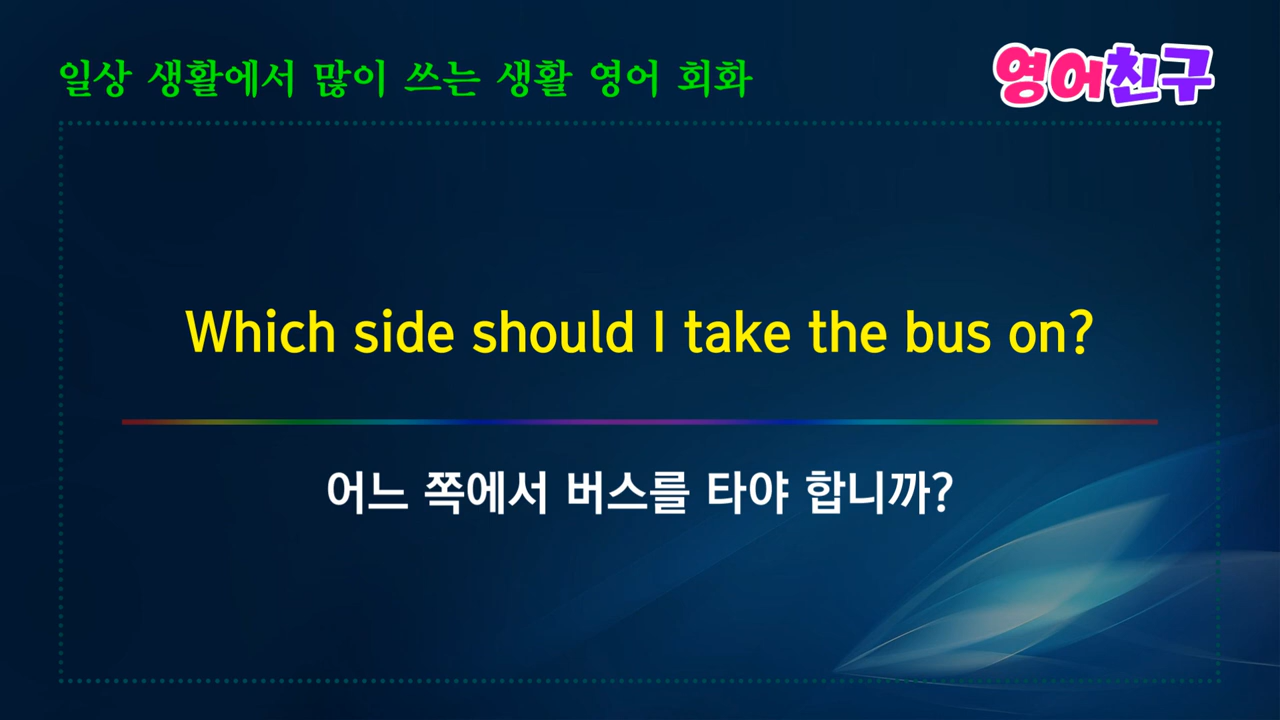 일상 생활에서 많이 쓰는 생활 영어 회화
영어친구
Which side should I take the bus on?
어느 쪽에서 버스를 타야 합니까?